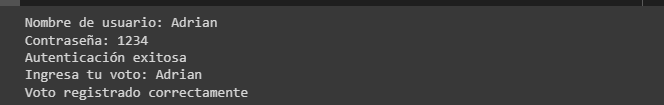 Nombre de usuario: Adrian
Contraseña: 1234
Autenticación exitosa
Ingresa tu voto: Adrian
Voto registrado correctamente